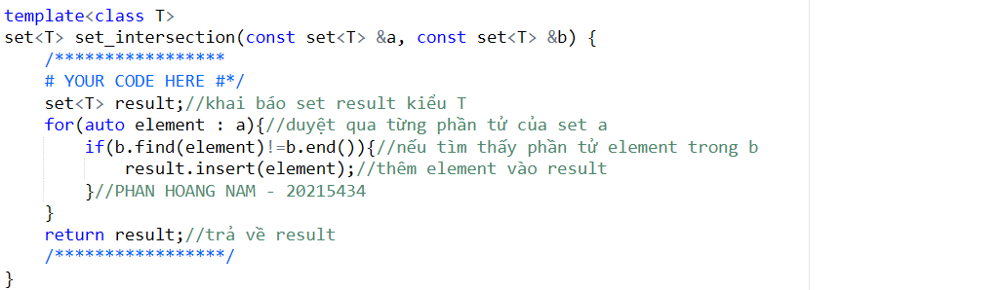 template<class T>
set<T> set_intersection(const set<T> &a, const set<T> &b) {
    /*****************
    # YOUR CODE HERE #*/
    set<T> result;//khai báo set result kiểu T
    for(auto element : a){//duyệt qua từng phần tử của set a
        if(b.find(element)!=b.end()){//nếu tìm thấy phần tử element trong b
            result.insert(element);//thêm element vào result
        }//PHAN HOANG NAM - 20215434
    }
    return result;//trả về result
    /*****************/
}